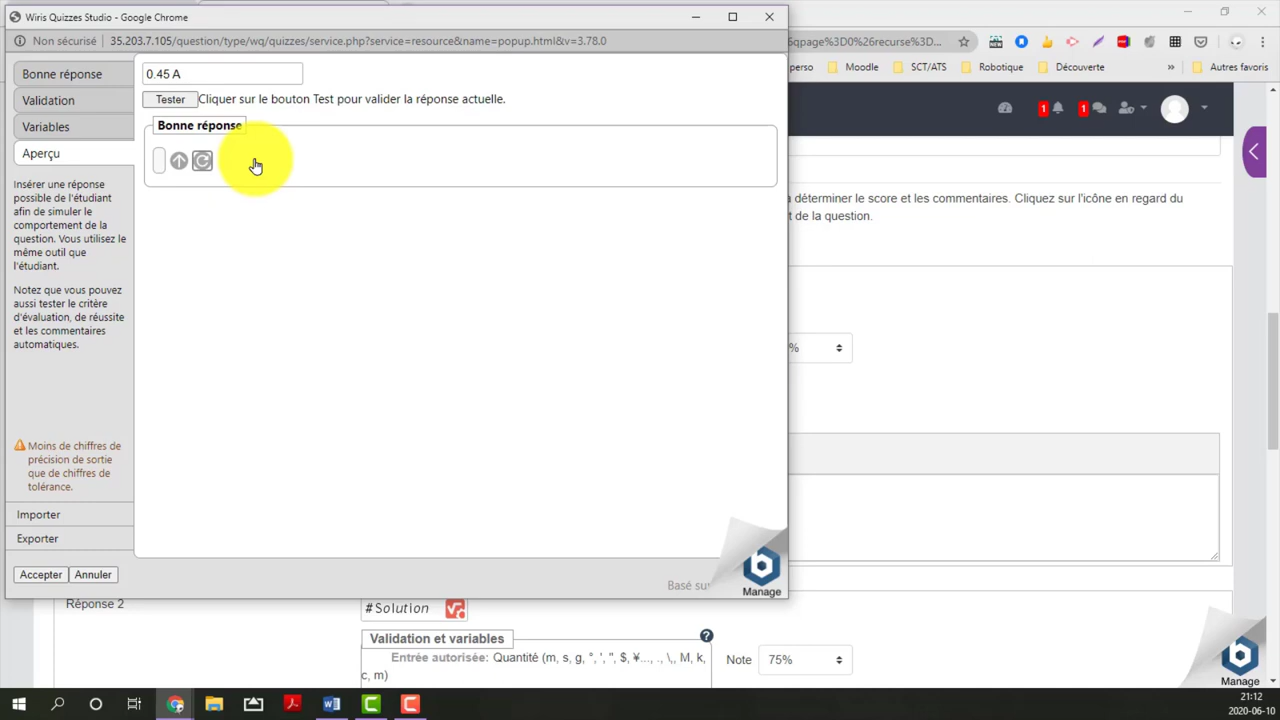 Wiris Quizzes Studio - Google Chrome
Non sécurisé
35.203.7.105/question/type/wq/quizzes/service.php?service=resource&name=popup.html&v=3.78.0
qpage%3D0%26recurse%3D...
perso
Moodle
SCT/ATS
Robotique
Découverte
»
Autres favoris
Bonne réponse
0.45 A
Validation
Tester
Cliquer sur le bouton Test pour valider la réponse actuelle.
1
1
Variables
Bonne réponse
Aperçu
Insérer une réponse
possible de l'étudiant
afin de simuler le
comportement de la
question. Vous utilisez le
même outil que
l'étudiant.
Notez que vous pouvez
aussi tester le critère
d'évaluation, de réussite
et les commentaires
automatiques.
à déterminer le score et les commentaires. Cliquez sur l'icône en regard du
t de la question.
%
Moins de chiffres de
précision de sortie
que de chiffres de
tolérance.
Importer
Exporter
Accepter
Annuler
Basé sur
Manage
Réponse 2
#Solution
Validation et variables
?
Entrée autorisée: Quantité (m, s, g, °, ', ", $, ¥..., ., \,, M, k,
c, m)
Note
75%
Manage
21:12
2020-06-10